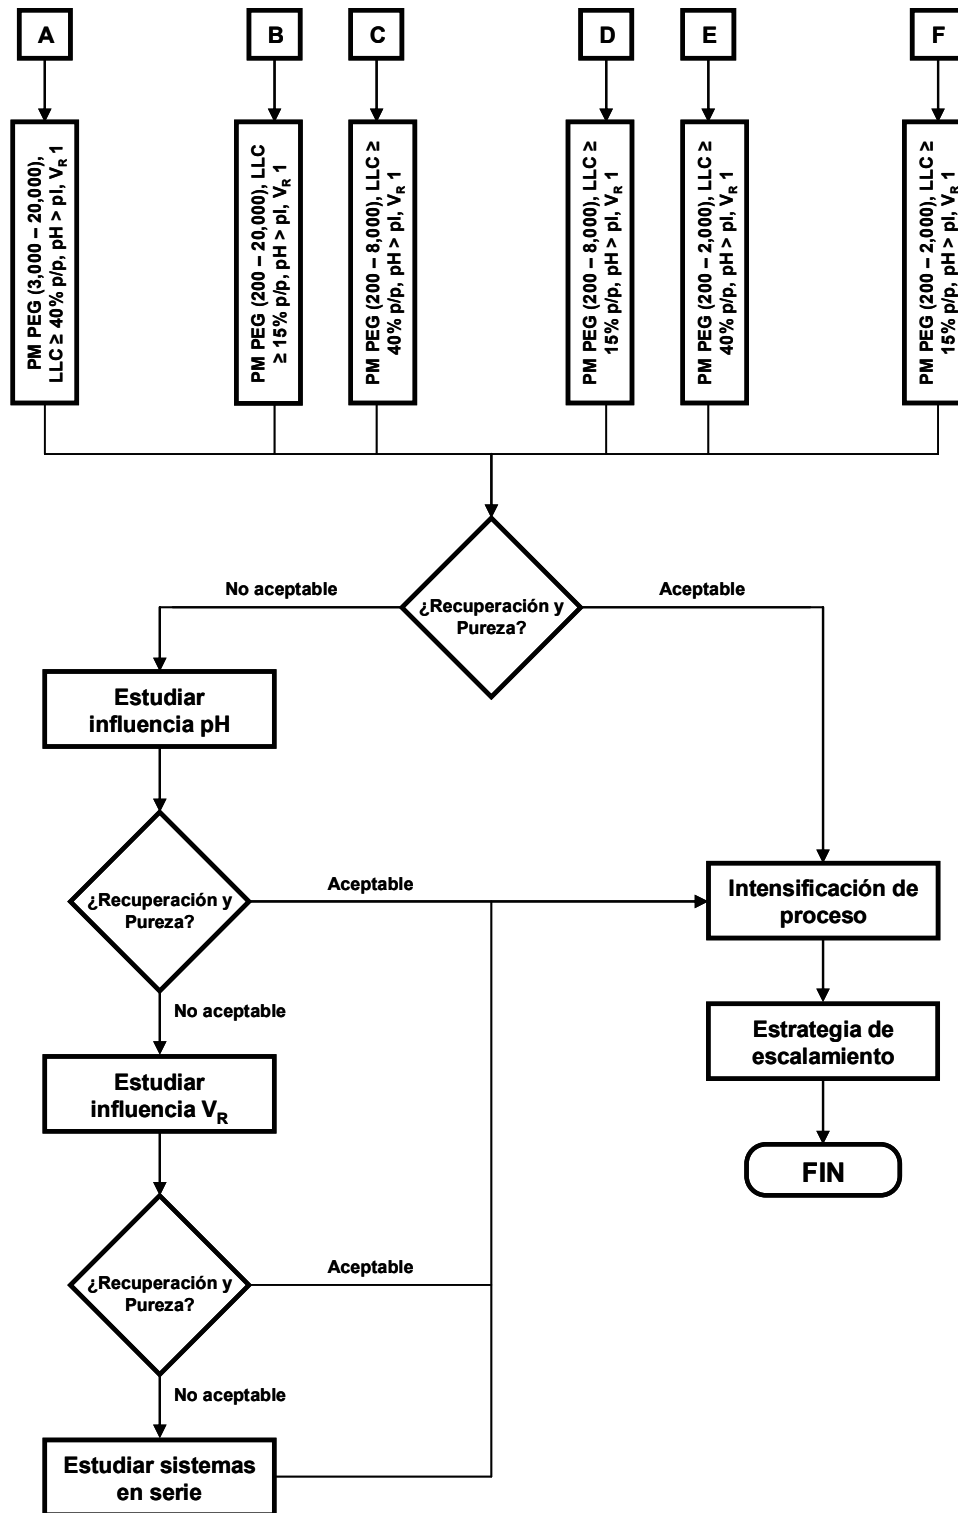 A
B
C
D
E
F
PM PEG (3,000 – 20,000),
LLC ≥ 40% p/p, pH > pI, VR 1
PM PEG (200 – 20,000), LLC
≥ 15% p/p, pH > pI, VR 1
PM PEG (200 – 8,000), LLC ≥
40% p/p, pH > pI, VR 1
PM PEG (200 – 8,000), LLC ≥
15% p/p, pH > pI, VR 1
PM PEG (200 – 2,000), LLC ≥
40% p/p, pH > pI, VR 1
PM PEG (200 – 2,000), LLC ≥
15% p/p, pH > pI, VR 1
No aceptable
¿Recuperación y
Pureza?
Aceptable
Estudiar
influencia pH
¿Recuperación y
Pureza?
Aceptable
Intensificación de
proceso
No aceptable
Estudiar
influencia VR
Estrategia de
escalamiento
FIN
¿Recuperación y
Pureza?
Aceptable
No aceptable
Estudiar sistemas
en serie